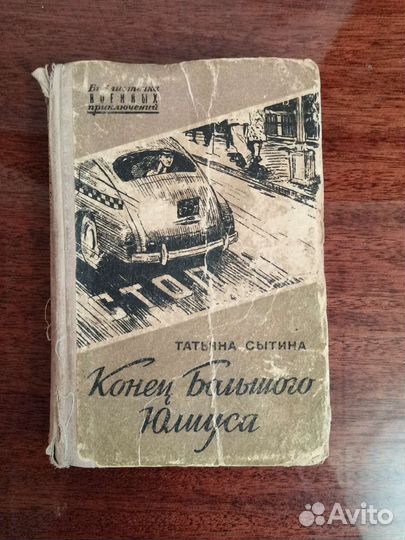 Библиотека
ВОЕННЫХ
приключений
СТОП
ТАТЬЯНА СЫТИНА
Конец Большого
Юлиуса
Avito